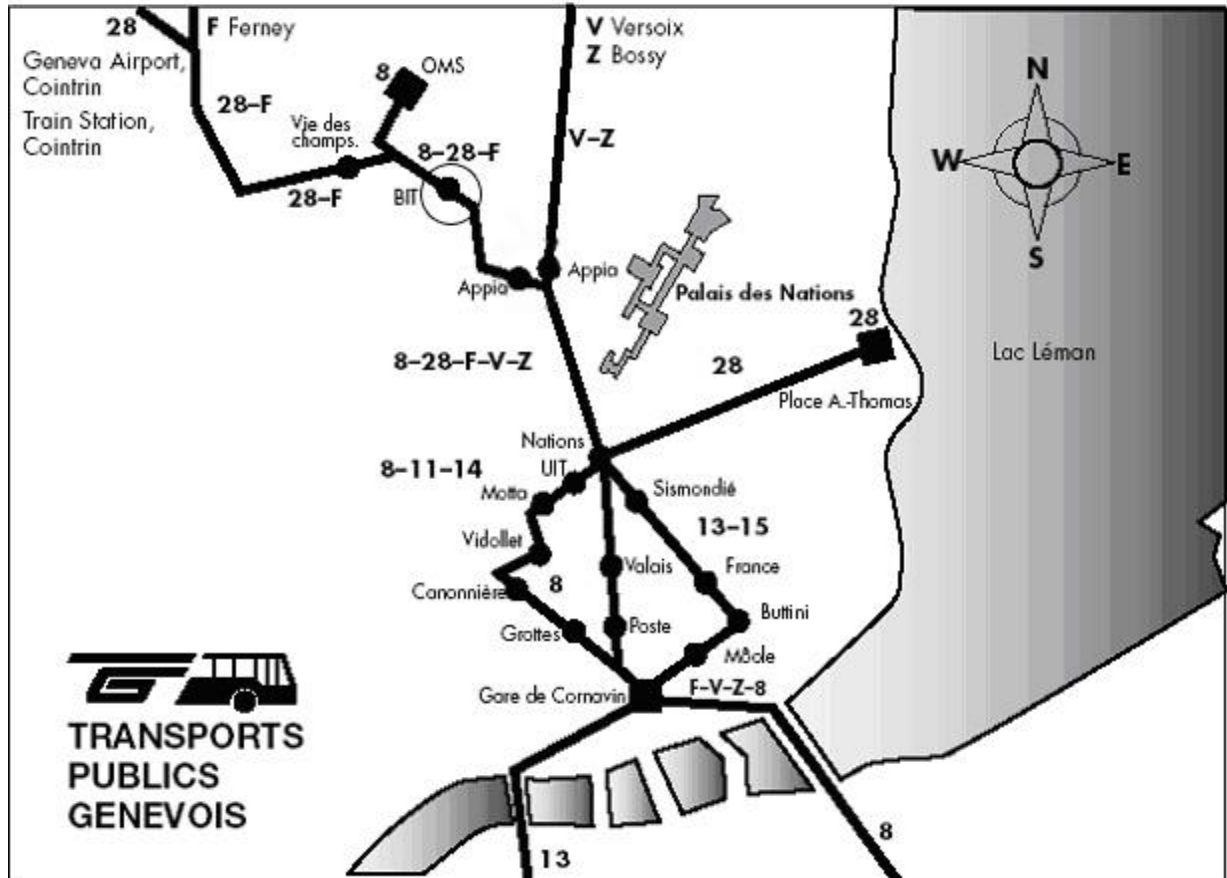 28
F Ferney
V Versoix
Z Bossy
Geneva Airport,
Cointrin
8
OMS
N
28–F
Train Station,
Cointrin
Vie des
champs.
8–28–F
V–Z
W
E
28–F
BIT
S
Appia
Appia
Palais des Nations
28
Lac Léman
8–28–F–V–Z
28
Place A.-Thomas
Nations
8–11–14
UIT
Motta
Sismondié
13–15
Vidollet
Valais
France
Canonnière
8
Buttini
Grottes
Poste
Môole
Gare de Cornavin
F–V–Z–8
TRANSPORTS
PUBLICS
GENEVOIS
13
8